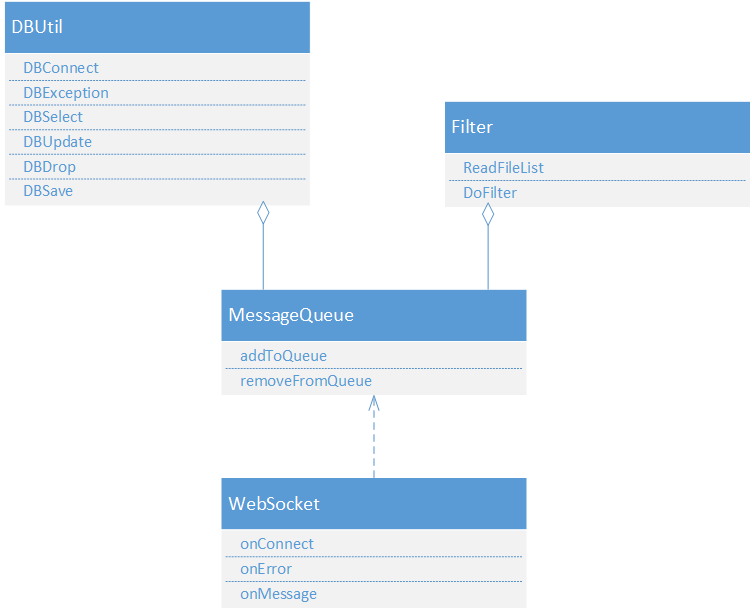 DBUtil
DBConnect
DBException
DBSelect
DBUpdate
DBDrop
DBSave
Filter
ReadFileList
DoFilter
MessageQueue
addToQueue
removeFromQueue
WebSocket
onConnect
onError
onMessage